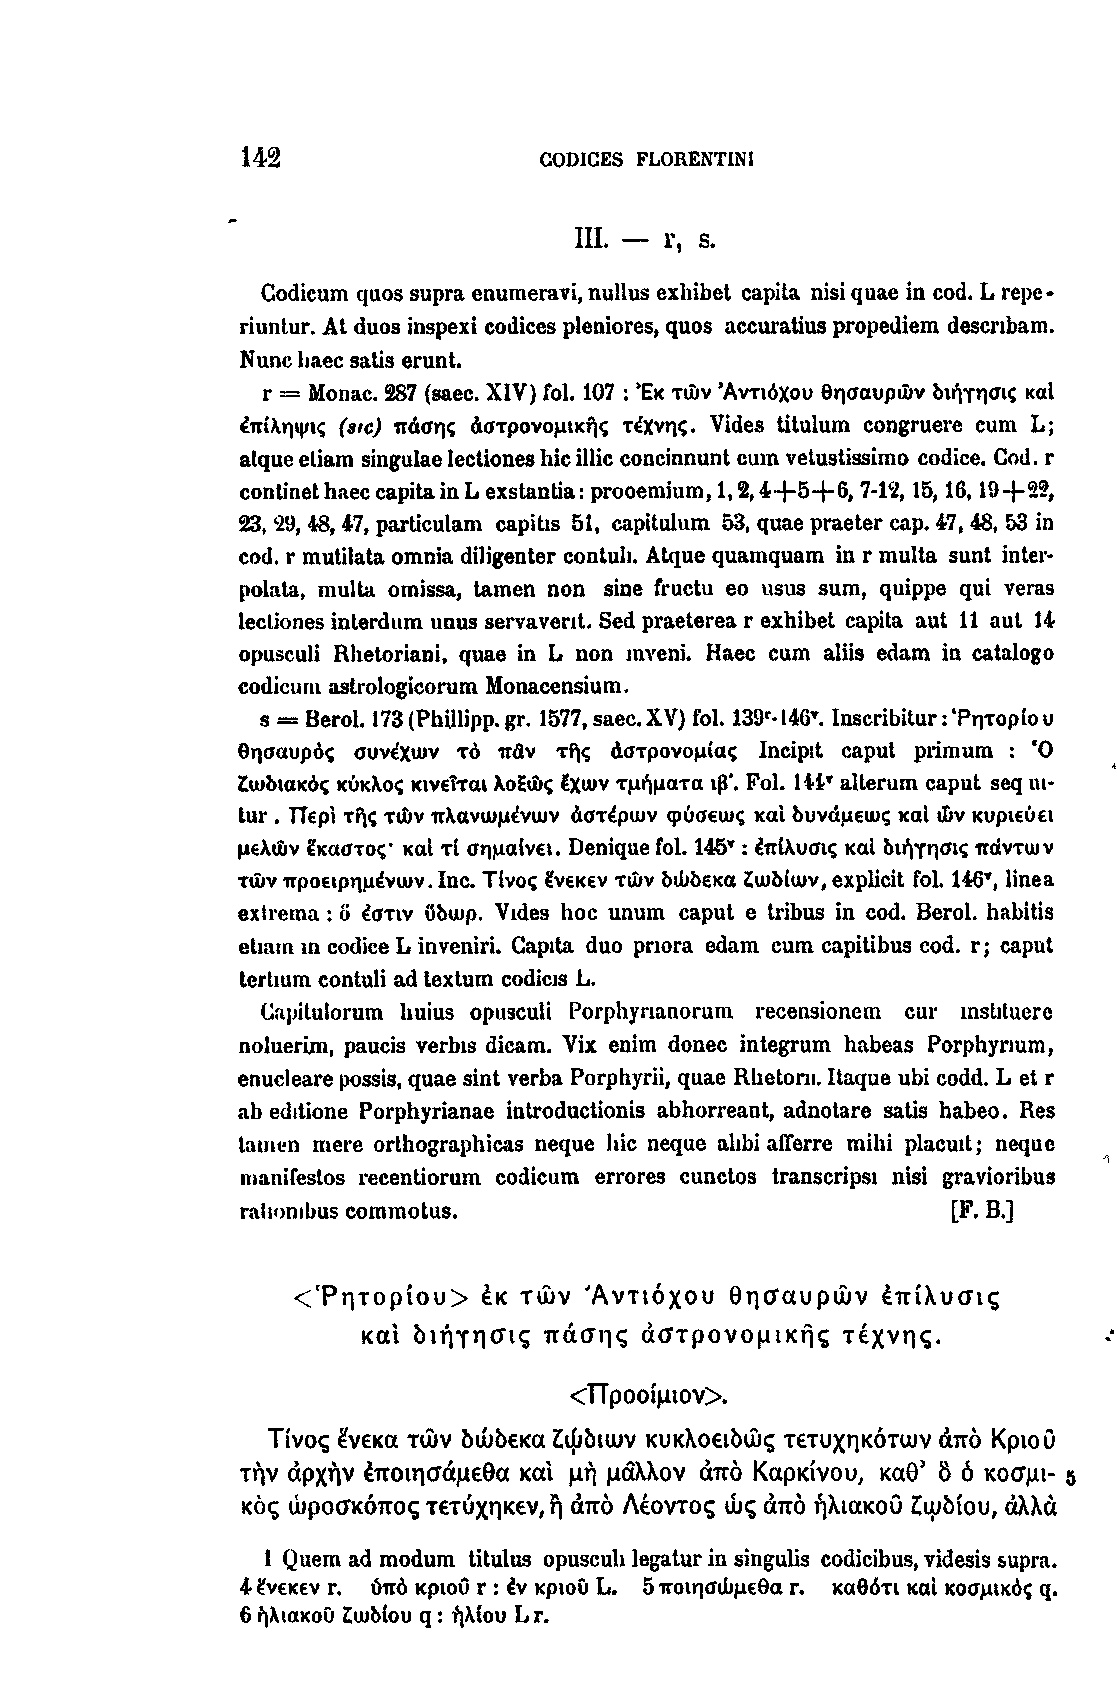 142 CODICES FLORENTINI
III. — r, s.
Codicum quos supra enumeravi, nullus exhibet capita nisi quae in cod. L repe-
riuntur. At duos inspexi codices pleniores, quos accuratius propediem describam.
Nunc haec satis erunt.
r = Monac. 287 (saec. XIV) fol. 107 : Ἐκ τῶν Ἀντιόχου θησαυρῶν διήγησις καὶ
ἐπίληψις (sic) πάσης ἀστρονομικῆς τέχνης. Vides titulum congruere cum L;
atque etiam singulae lectiones hic illic concinnunt cum vetustissimo codice. Cod. r
continet haec capita in L exstantia: prooemium, 1, 2, 4+5+6, 7-12, 15, 16, 19+22,
23, 29, 48, 47, particulam capitis 51, capitulum 53, quae praeter cap. 47, 48, 53 in
cod. r mutilata omnia diligenter contuli. Atque quamquam in r multa sunt inter-
polata, multa omissa, tamen non sine fructu eo usus sum, quippe qui veras
lectiones interdum unus servaverit. Sed praeterea r exhibet capita aut 11 aut 14
opusculi Rhetoriani, quae in L non inveni. Haec cum aliis edam in catalogo
codicum astrologicorum Monacensium.
s = Berol. 173 (Phillipp. gr. 1577, saec. XV) fol. 139ʳ-146ᵛ. Inscribitur : Ῥητορίου
θησαυρὸς συνέχων τὸ πᾶν τῆς ἀστρονομίας Incipit caput primum : Ὁ
ζωδιακὸς κύκλος κινεῖται λοξῶς ἔχων τμήματα ιβʹ. Fol. 144ᵛ alterum caput sequi-
tur . Περὶ τῆς τῶν πλανωμένων ἀστέρων φύσεως καὶ δυνάμεως καὶ ὧν κυριεύει
μελῶν ἕκαστος· καὶ τί σημαίνει. Denique fol. 145ᵛ : ἐπίλυσις καὶ διήγησις πάντων
τῶν προειρημένων. Inc. Τίνος ἕνεκεν τῶν δώδεκα ζωδίων, explicit fol. 146ᵛ, linea
extrema : ὅ ἐστιν ὕδωρ. Vides hoc unum caput e tribus in cod. Berol. habitis
etiam in codice L inveniri. Capita duo priora edam cum capitibus cod. r; caput
tertium contuli ad textum codicis L.
Capitulorum huius opusculi Porphyrianorum recensionem cur instituere
noluerim, paucis verbis dicam. Vix enim donec integrum habeas Porphyrium,
enucleare possis, quae sint verba Porphyrii, quae Rhetorii. Itaque ubi codd. L et r
ab editione Porphyrianae introductionis abhorreant, adnotare satis habeo. Res
tamen mere orthographicas neque hic neque alibi afferre mihi placuit; neque
manifestos recentiorum codicum errores cunctos transcripsi nisi gravioribus
rationibus commotus. [F. B.]
<Ῥητορίου> ἐκ τῶν Ἀντιόχου θησαυρῶν ἐπίλυσις
καὶ διήγησις πάσης ἀστρονομικῆς τέχνης.
<Προοίμιον>.
Τίνος ἕνεκα τῶν δώδεκα ζῳδιων κυκλοειδῶς τετυχηκότων ἀπὸ Κριοῦ
τὴν ἀρχὴν ἐποιησάμεθα καὶ μὴ μᾶλλον ἀπὸ Καρκίνου, καθ’ ὃ ὁ κοσμι- 5
κὸς ὡροσκόπος τετύχηκεν, ἢ ἀπὸ Λέοντος ὡς ἀπὸ ἡλιακοῦ ζῳδίου, ἀλλὰ
1 Quem ad modum titulus opusculi legatur in singulis codicibus, videsis supra.
4 ἕνεκεν r. ὑπὸ κριοῦ r : ἐν κριοῦ L. 5 ποιησώμεθα r. καθότι καὶ κοσμικός q.
6 ἡλιακοῦ ζωδίου q : ἡλίου L r.